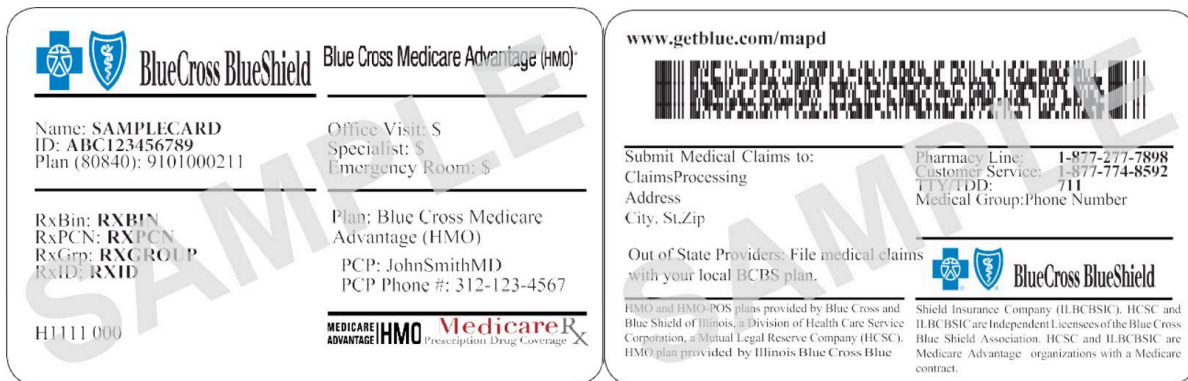 BlueCross BlueShield
Blue Cross Medicare Advantage (HMO)
Name: SAMPLECARD
ID: ABC123456789
Plan (80840): 9101000211
Office Visit: $
Specialist: $
Emergency Room: $
RxBin: RXBIN
RxPCN: RXPCN
RxGrp: RXGROUP
RxID: RXID
Plan: Blue Cross Medicare
Advantage (HMO)
PCP: JohnSmithMD
PCP Phone #: 312-123-4567
H1111 000
MEDICARE
ADVANTAGE HMO
MedicareRx
Prescription Drug Coverage
SAMPLE
www.getblue.com/mapd
Submit Medical Claims to:
ClaimsProcessing
Address
City, St,Zip
Pharmacy Line: 1-877-277-7898
Customer Service: 1-877-774-8592
TTY/TDD: 711
Medical Group:Phone Number
Out of State Providers: File medical claims
with your local BCBS plan.
BlueCross BlueShield
HMO and HMO-POS plans provided by Blue Cross and
Blue Shield of Illinois, a Division of Health Care Service
Corporation, a Mutual Legal Reserve Company (HCSC).
HMO plan provided by Illinois Blue Cross Blue
Shield Insurance Company (ILBCBSIC). HCSC and
ILBCBSIC are Independent Licensees of the Blue Cross
Blue Shield Association. HCSC and ILBCBSIC are
Medicare Advantage organizations with a Medicare
contract.
SAMPLE